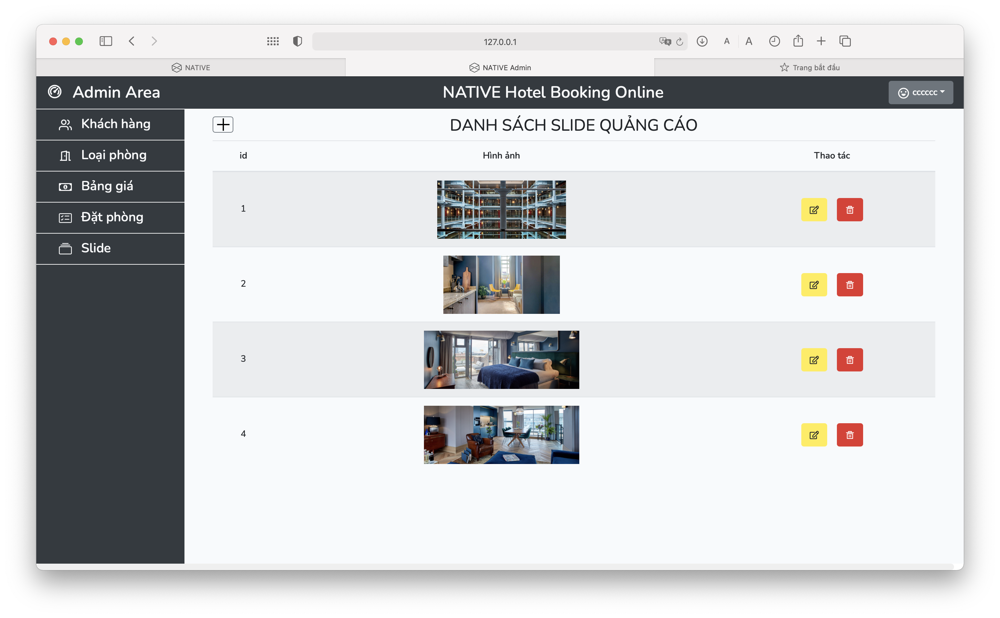 127.0.0.1
A A
NATIVE
NATIVE Admin
Trang bắt đầu
Admin Area
NATIVE Hotel Booking Online
cccccc
Khách hàng
Loại phòng
Bảng giá
Đặt phòng
Slide
DANH SÁCH SLIDE QUẢNG CÁO
id Hình ảnh Thao tác
1
2
3
4